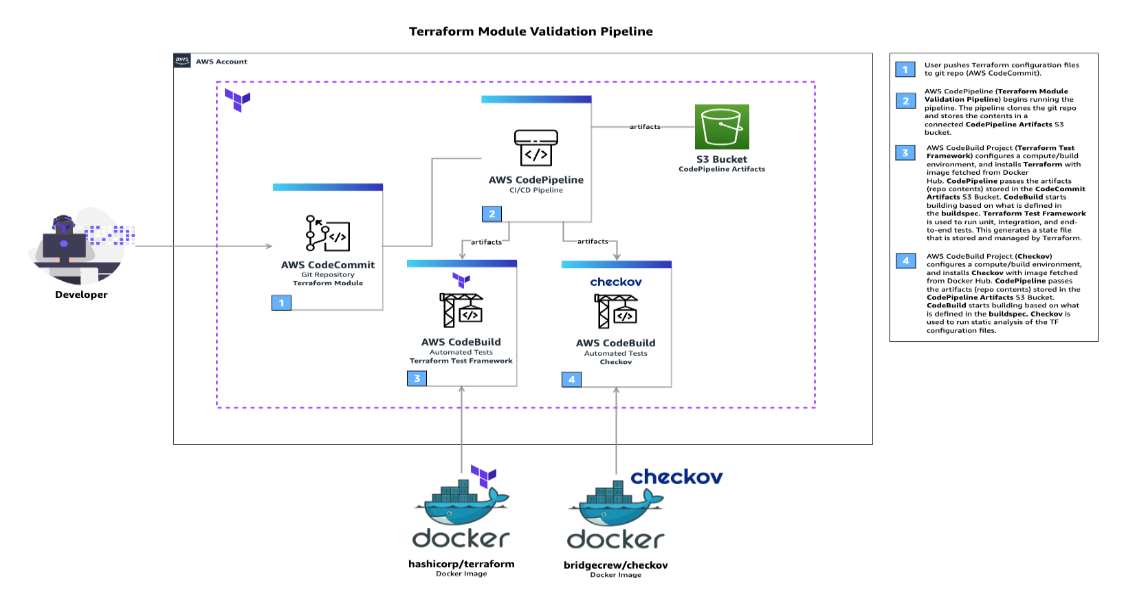 Terraform Module Validation Pipeline
aws
AWS Account
artifacts
S3 Bucket
CodePipeline Artifacts
AWS CodePipeline
CI/CD Pipeline
2
artifacts
artifacts
AWS CodeCommit
Git Repository
Terraform Module
1
Developer
AWS CodeBuild
Automated Tests
Terraform Test Framework
3
checkov
AWS CodeBuild
Automated Tests
Checkov
4
docker
hashicorp/terraform
Docker Image
checkov
docker
bridgecrew/checkov
Docker Image
1
User pushes Terraform configuration files
to git repo (AWS CodeCommit).
2
AWS CodePipeline (Terraform Module
Validation Pipeline) begins running the
pipeline. The pipeline clones the git repo
and stores the contents in a
connected CodePipeline Artifacts S3
bucket.
3
AWS CodeBuild Project (Terraform Test
Framework) configures a compute/build
environment, and installs Terraform with
image fetched from Docker
Hub. CodePipeline passes the artifacts
(repo contents) stored in the CodeCommit
Artifacts S3 Bucket. CodeBuild starts
building based on what is defined in
the buildspec. Terraform Test Framework
is used to run unit, integration, and end-
to-end tests. This generates a state file
that is stored and managed by Terraform.
4
AWS CodeBuild Project (Checkov)
configures a compute/build environment,
and installs Checkov with image fetched
from Docker Hub. CodePipeline passes
the artifacts (repo contents) stored in the
CodePipeline Artifacts S3 Bucket.
CodeBuild starts building based on what
is defined in the buildspec. Checkov is
used to run static analysis of the TF
configuration files.